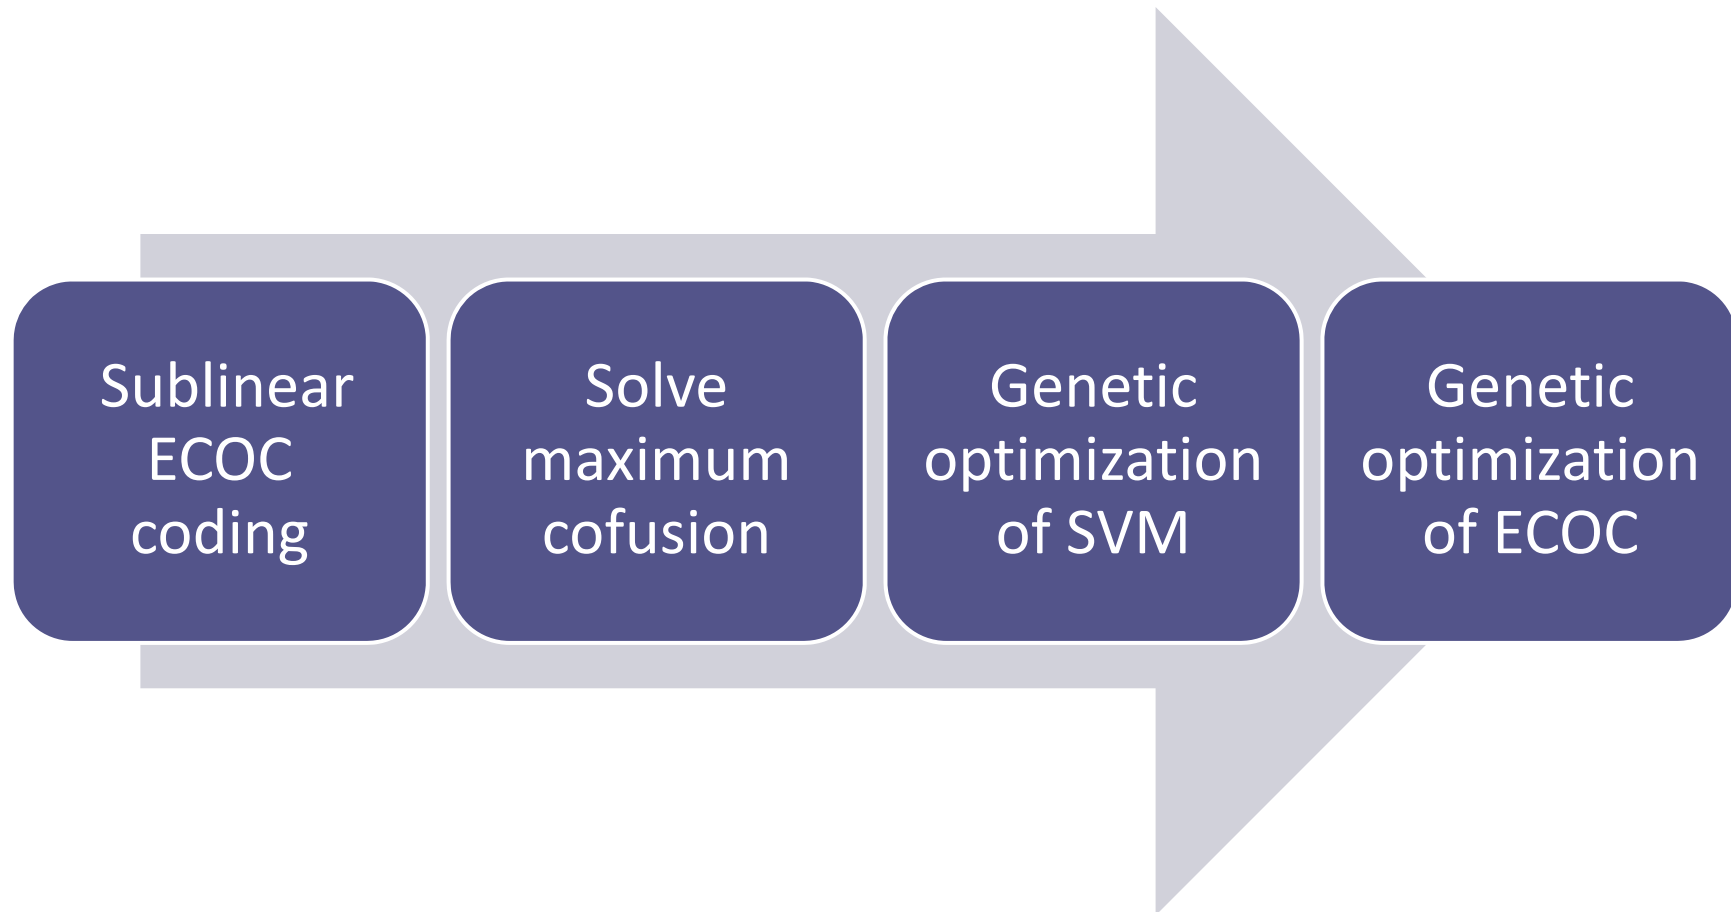 Sublinear
ECOC
coding
Solve
maximum
cofusion
Genetic
optimization
of SVM
Genetic
optimization
of ECOC